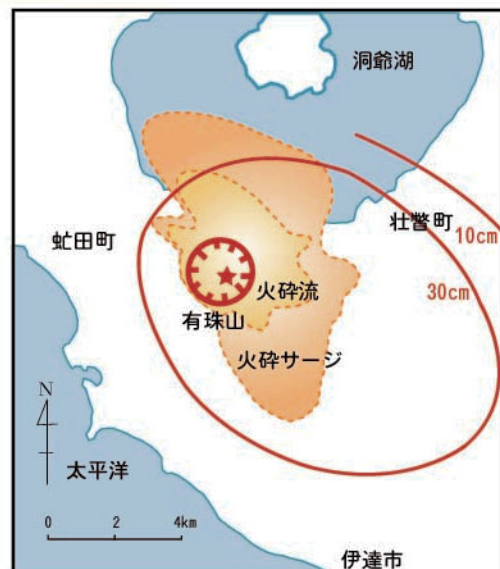 洞爺湖
壮瞥町
10cm
虻田町
30cm
火砕流
有珠山
火砕サージ
N
太平洋
0 2 4km
伊達市